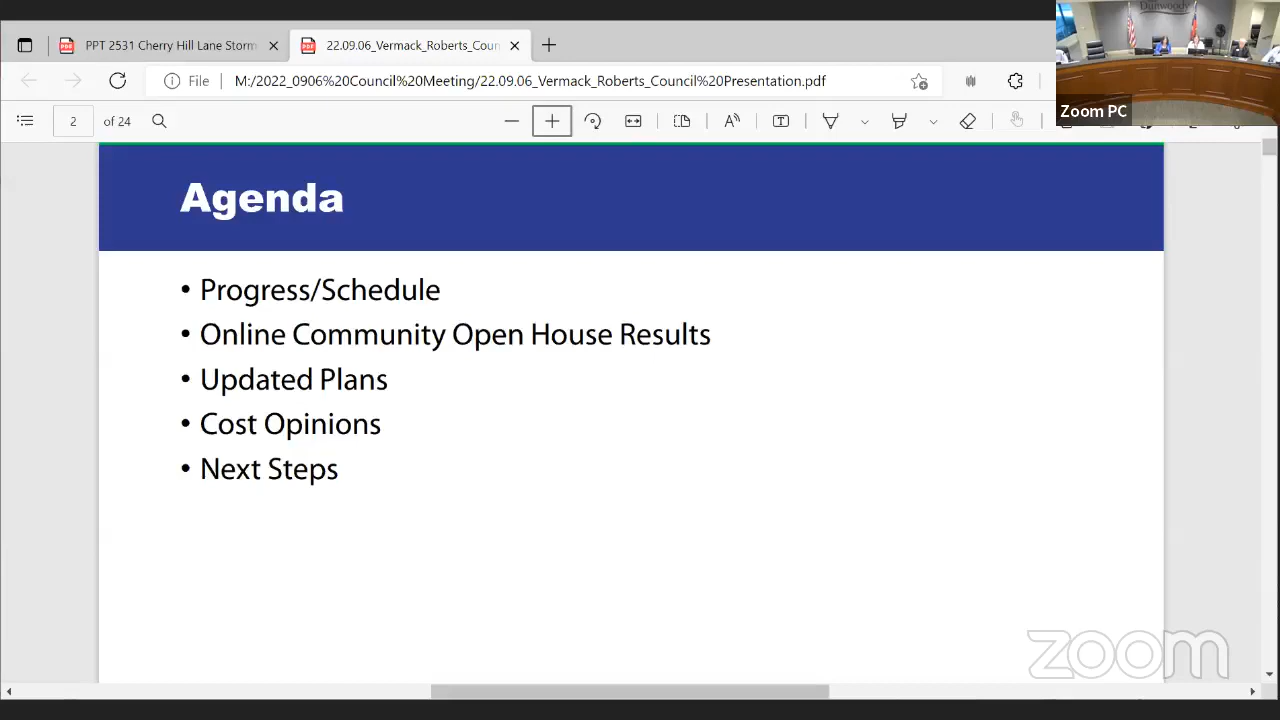 PPT 2531 Cherry Hill Lane Storm
22.09.06_Vermack_Roberts_Coun
File
M:/2022_0906%20Council%20Meeting/22.09.06_Vermack_Roberts_Council%20Presentation.pdf
2 of 24
Dunwoody
Zoom PC
Agenda
• Progress/Schedule
• Online Community Open House Results
• Updated Plans
• Cost Opinions
• Next Steps
zoom